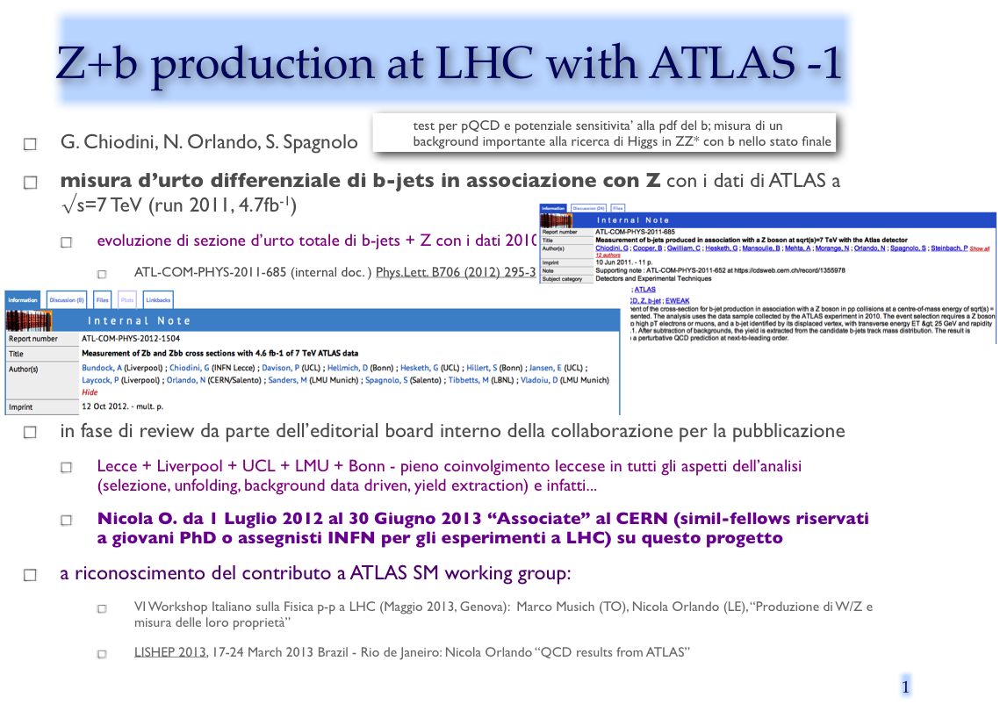 Z+b production at LHC with ATLAS -1
test per pQCD e potenziale sensitivita' alla pdf del b; misura di un
background importante alla ricerca di Higgs in ZZ* con b nello stato finale
G. Chiodini, N. Orlando, S. Spagnolo
misura d'urto differenziale di b-jets in associazione con Z con i dati di ATLAS a
√s=7 TeV (run 2011, 4.7fb-1)
evoluzione di sezione d'urto totale di b-jets + Z con i dati 2010
ATL-COM-PHYS-2011-685 (internal doc. ) Phys.Lett. B706 (2012) 295-3
Information Discussion (24) Files
Internal Note
Report number ATL-COM-PHYS-2011-685
Title Measurement of b-jets produced in association with a Z boson at sqrt(s)=7 TeV with the Atlas detector
Author(s) Chiodini, G ; Cooper, B ; Gwilliam, C ; Hesketh, G ; Mansoulie, B ; Mehta, A ; Morange, N ; Orlando, N ; Spagnolo, S ; Steinbach, P Show all
12 authors
Imprint 10 Jun 2011. - 11 p.
Note Supporting note : ATL-COM-PHYS-2011-652 at https://cdsweb.cern.ch/record/1355978
Subject category Detectors and Experimental Techniques
; ATLAS
D, Z, b-jet ; EWEAK
nent of the cross-section for b-jet production in association with a Z boson in pp collisions at a centre-of-mass energy of sqrt(s) =
ented. The analysis uses the data sample collected by the ATLAS experiment in 2010. The event selection requires a Z boson
o high pT electrons or muons, and a b-jet identified by its displaced vertex, with transverse energy ET &gt; 25 GeV and rapidity
.1. After subtraction of backgrounds, the yield is extracted from the candidate b-jets track mass distribution. The result is
a perturbative QCD prediction at next-to-leading order.
Information Discussion (8) Files Plots Linkbacks
Internal Note
Report number ATL-COM-PHYS-2012-1504
Title Measurement of Zb and Zbb cross sections with 4.6 fb-1 of 7 TeV ATLAS data
Author(s) Bundock, A (Liverpool) ; Chiodini, G (INFN Lecce) ; Davison, P (UCL) ; Hellmich, D (Bonn) ; Hesketh, G (UCL) ; Hillert, S (Bonn) ; Jansen, E (UCL) ;
Laycock, P (Liverpool) ; Orlando, N (CERN/Salento) ; Sanders, M (LMU Munich) ; Spagnolo, S (Salento) ; Tibbetts, M (LBNL) ; Vladoiu, D (LMU Munich)
Hide
Imprint 12 Oct 2012. - mult. p.
in fase di review da parte dell'editorial board interno della collaborazione per la pubblicazione
Lecce + Liverpool + UCL + LMU + Bonn - pieno coinvolgimento leccese in tutti gli aspetti dell'analisi
(selezione, unfolding, background data driven, yield extraction) e infatti...
Nicola O. da 1 Luglio 2012 al 30 Giugno 2013 “Associate” al CERN (simil-fellows riservati
a giovani PhD o assegnisti INFN per gli esperimenti a LHC) su questo progetto
a riconoscimento del contributo a ATLAS SM working group:
VI Workshop Italiano sulla Fisica p-p a LHC (Maggio 2013, Genova): Marco Musich (TO), Nicola Orlando (LE), “Produzione di W/Z e
misura delle loro proprietà”
LISHEP 2013, 17-24 March 2013 Brazil - Rio de Janeiro: Nicola Orlando “QCD results from ATLAS”
1